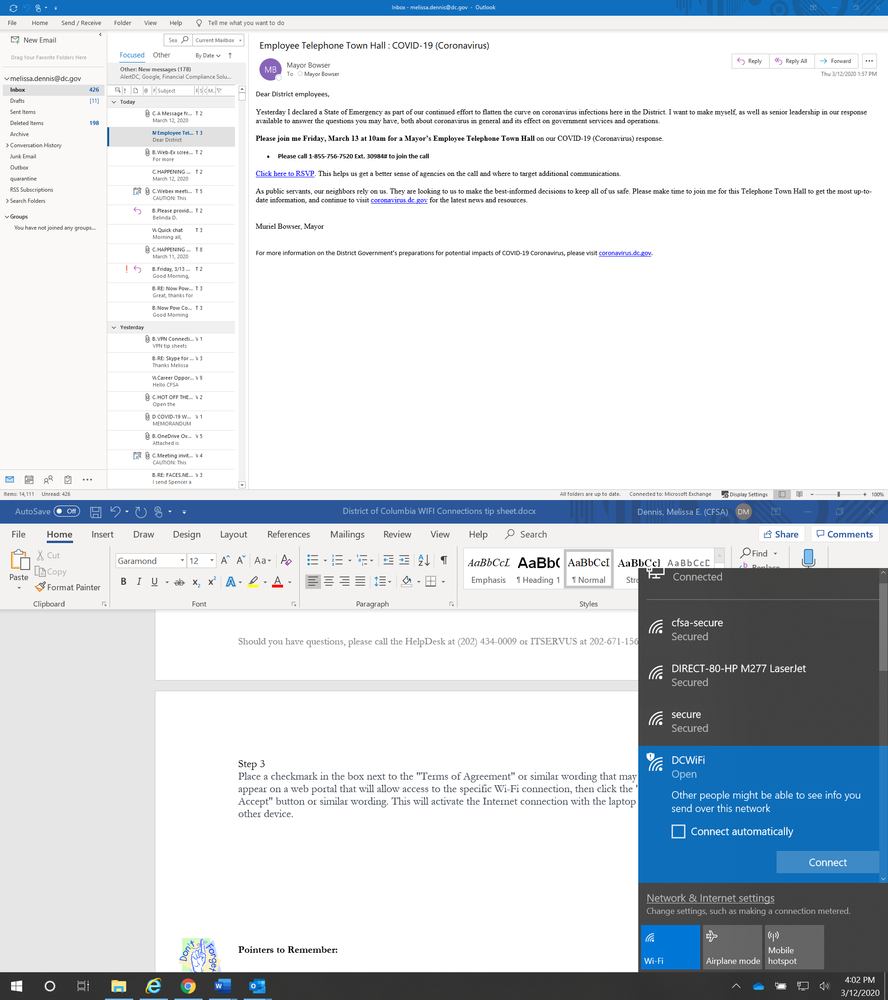 Inbox - melissa.dennis@dc.gov - Outlook
File Home Send / Receive Folder View Help Tell me what you want to do
New Email
Drag Your Favorite Folders Here
melissa.dennis@dc.gov
Inbox 426
Drafts [11]
Sent Items
Deleted Items 198
Archive
Conversation History
Junk Email
Outbox
quarantine
RSS Subscriptions
Search Folders
Groups
You have not joined any groups...
Items: 14,111 Unread: 426
Sea Current Mailbox
Focused Other By Date
Other: New messages (178)
AlertDC, Google, Financial Compliance Solu...
! F Subject R S C M..
Today
C. A Message fr... T 2
March 12, 2020
M Employee Tel... T 3
Dear District
B. Web-Ex scree... T 2
For more
C. HAPPENING ... T 2
March 12, 2020
C. Webex meeti... T 5
CAUTION: This
B. Please provid... T 2
Belinda D.
W Quick chat T 3
Morning all,
C. HAPPENING ... T 8
March 11, 2020
! B. Friday, 3/13 ... T 2
Good Morning,
B. RE: Now Pow... T 3
Great, thanks for
B. Now Pow Co... T 3
Good Morning
Yesterday
B. VPN Connecti... V 1
VPN tip sheets
B. RE: Skype for ... V 3
Thanks Melissa
W Career Oppor... V 9
Hello CFSA
C. HOT OFF THE... V 2
Open the
D COVID-19 W... V 1
MEMORANDUM
B. OneDrive Ov... V 5
Attached is
C. Meeting invit... V 4
CAUTION: This
B. RE: FACES.NE... V 3
I send Spencer a
Employee Telephone Town Hall : COVID-19 (Coronavirus)
MB Mayor Bowser
To Mayor Bowser
Reply Reply All Forward ...
Thu 3/12/2020 1:57 PM
Dear District employees,
Yesterday I declared a State of Emergency as part of our continued effort to flatten the curve on coronavirus infections here in the District. I want to make myself, as well as senior leadership in our response
available to answer the questions you may have, both about coronavirus in general and its effect on government services and operations.
Please join me Friday, March 13 at 10am for a Mayor’s Employee Telephone Town Hall on our COVID-19 (Coronavirus) response.
• Please call 1-855-756-7520 Ext. 30984# to join the call
Click here to RSVP. This helps us get a better sense of agencies on the call and where to target additional communications.
As public servants, our neighbors rely on us. They are looking to us to make the best-informed decisions to keep all of us safe. Please make time to join me for this Telephone Town Hall to get the most up-to-
date information, and continue to visit coronavirus.dc.gov for the latest news and resources.
Muriel Bowser, Mayor
For more information on the District Government’s preparations for potential impacts of COVID-19 Coronavirus, please visit coronavirus.dc.gov.
All folders are up to date. Connected to: Microsoft Exchange Display Settings 100%
AutoSave Off District of Columbia WIFI Connections tip sheet.docx Dennis, Melissa E. (CFSA) DM
File Home Insert Draw Design Layout References Mailings Review View Help Search Share Comments
Paste Cut Copy Format Painter
Clipboard
Garamond 12
Font
Paragraph
AaBbCcI AaBbC AaBbCcI AaBbCcI AaBbCcD
Emphasis ¶ Heading 1 ¶ Normal Stro
Styles
Find
Replace
Should you have questions, please call the HelpDesk at (202) 434-0009 or ITSERVUS at 202-671-156
Step 3
Place a checkmark in the box next to the "Terms of Agreement" or similar wording that may
appear on a web portal that will allow access to the specific Wi-Fi connection, then click the "
Accept" button or similar wording. This will activate the Internet connection with the laptop
other device.
Don't Forget
Pointers to Remember:
Connected
cfsa-secure
Secured
DIRECT-80-HP M277 LaserJet
Secured
secure
Secured
DCWiFi
Open
Other people might be able to see info you
send over this network
Connect automatically
Connect
Network & Internet settings
Change settings, such as making a connection metered.
Wi-Fi
Airplane mode
Mobile
hotspot
4:02 PM
3/12/2020